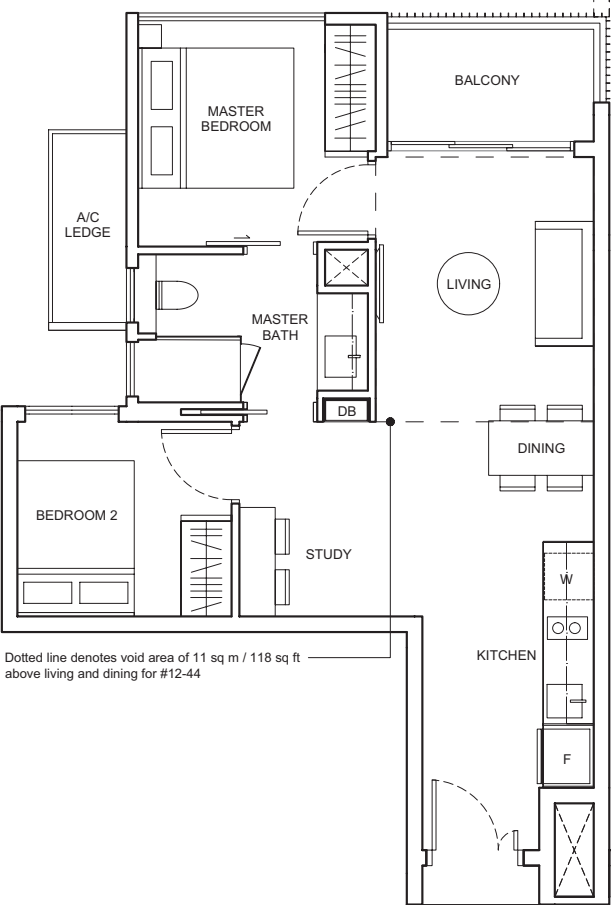 BALCONY
MASTER
BEDROOM
A/C
LEDGE
LIVING
MASTER
BATH
DB
DINING
BEDROOM 2
STUDY
W
KITCHEN
Dotted line denotes void area of 11 sq m / 118 sq ft
above living and dining for #12-44
F